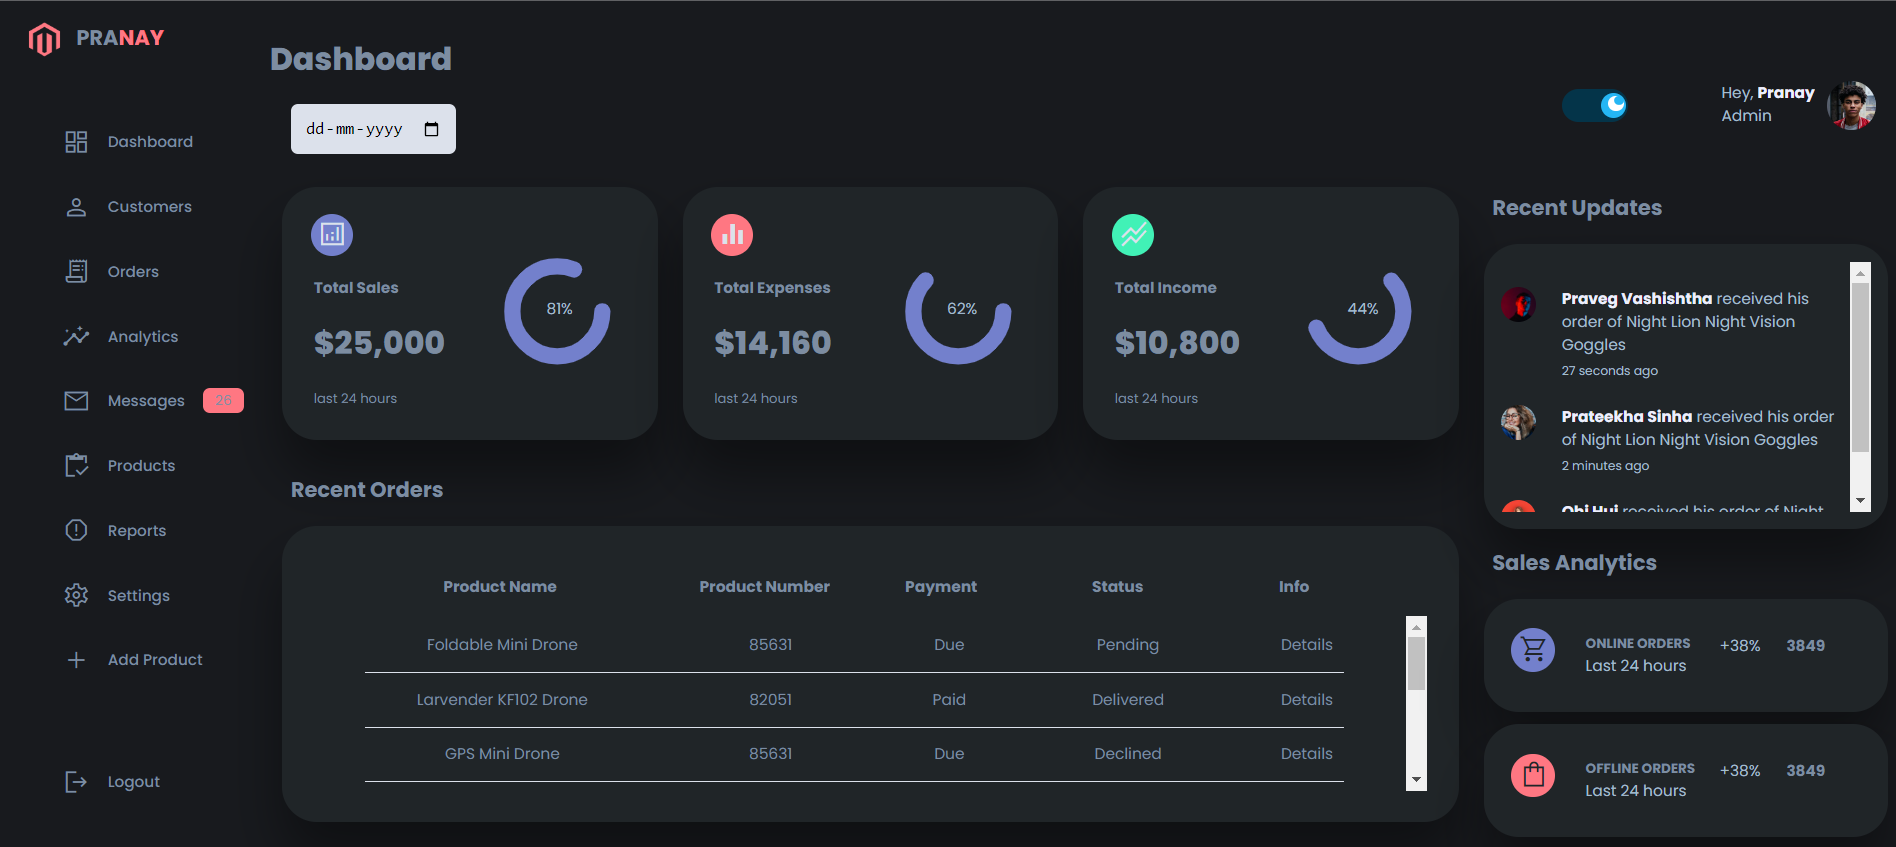 PRANAY
Dashboard
Customers
Orders
Analytics
Messages 26
Products
Reports
Settings
Add Product
Logout
Dashboard
dd-mm-yyyy
Hey, Pranay
Admin
Total Sales
$25,000
81%
last 24 hours
Total Expenses
$14,160
62%
last 24 hours
Total Income
$10,800
44%
last 24 hours
Recent Orders
Product Name Product Number Payment Status Info
Foldable Mini Drone 85631 Due Pending Details
Larvender KF102 Drone 82051 Paid Delivered Details
GPS Mini Drone 85631 Due Declined Details
Recent Updates
Praveg Vashishtha received his
order of Night Lion Night Vision
Goggles
27 seconds ago
Prateekha Sinha received his order
of Night Lion Night Vision Goggles
2 minutes ago
received his order of Night
Sales Analytics
ONLINE ORDERS +38% 3849
Last 24 hours
OFFLINE ORDERS +38% 3849
Last 24 hours